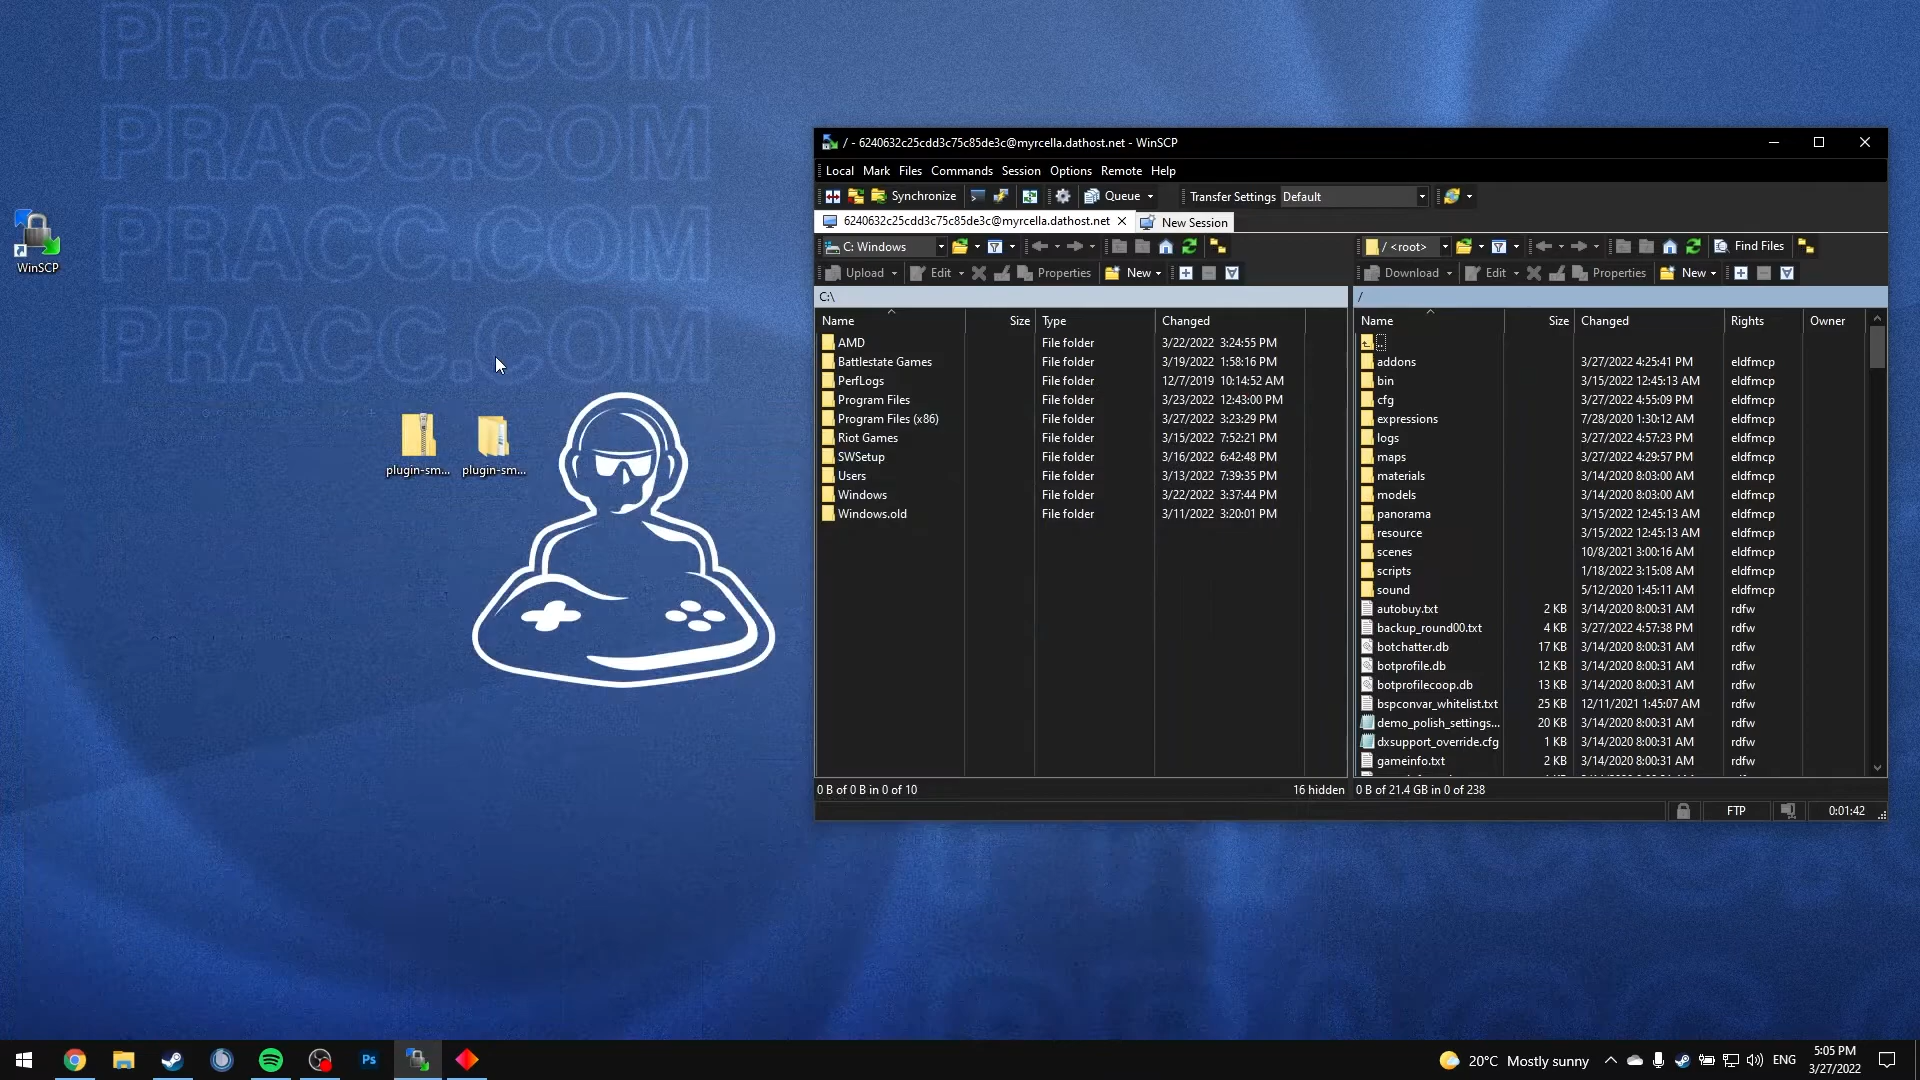 PRACC.COM
PRACC.COM
PRACC.COM
PRACC.COM
WinSCP
plugin-sm... plugin-sm...
/ - 6240632c25cdd3c75c85de3c@myrcella.dathost.net - WinSCP
Local Mark Files Commands Session Options Remote Help
Synchronize Queue Transfer Settings Default
6240632c25cdd3c75c85de3c@myrcella.dathost.net New Session
C: Windows
Upload Edit Properties New
C:\
Name Size Type Changed
AMD File folder 3/22/2022 3:24:55 PM
Battlestate Games File folder 3/19/2022 1:58:16 PM
PerfLogs File folder 12/7/2019 10:14:52 AM
Program Files File folder 3/23/2022 12:43:00 PM
Program Files (x86) File folder 3/27/2022 3:23:29 PM
Riot Games File folder 3/15/2022 7:52:21 PM
SWSetup File folder 3/16/2022 6:42:48 PM
Users File folder 3/13/2022 7:39:35 PM
Windows File folder 3/22/2022 3:37:44 PM
Windows.old File folder 3/11/2022 3:20:01 PM
0 B of 0 B in 0 of 10 16 hidden
/ <root> Find Files
Download Edit Properties New
/
Name Size Changed Rights Owner
..
addons 3/27/2022 4:25:41 PM eldfmcp
bin 3/15/2022 12:45:13 AM eldfmcp
cfg 3/27/2022 4:55:09 PM eldfmcp
expressions 7/28/2020 1:30:12 AM eldfmcp
logs 3/27/2022 4:57:23 PM eldfmcp
maps 3/27/2022 4:29:57 PM eldfmcp
materials 3/14/2020 8:03:00 AM eldfmcp
models 3/14/2020 8:03:00 AM eldfmcp
panorama 3/15/2022 12:45:13 AM eldfmcp
resource 3/15/2022 12:45:13 AM eldfmcp
scenes 10/8/2021 3:00:16 AM eldfmcp
scripts 1/18/2022 3:15:08 AM eldfmcp
sound 5/12/2020 1:45:11 AM eldfmcp
autobuy.txt 2 KB 3/14/2020 8:00:31 AM rdfw
backup_round00.txt 4 KB 3/27/2022 4:57:38 PM rdfw
botchatter.db 17 KB 3/14/2020 8:00:31 AM rdfw
botprofile.db 12 KB 3/14/2020 8:00:31 AM rdfw
botprofilecoop.db 13 KB 3/14/2020 8:00:31 AM rdfw
bspconvar_whitelist.txt 25 KB 12/11/2021 1:45:07 AM rdfw
demo_polish_settings... 20 KB 3/14/2020 8:00:31 AM rdfw
dxsupport_override.cfg 1 KB 3/14/2020 8:00:31 AM rdfw
gameinfo.txt 2 KB 3/14/2020 8:00:31 AM rdfw
0 B of 21.4 GB in 0 of 238
FTP 0:01:42
Ps
20°C Mostly sunny ENG 5:05 PM
3/27/2022